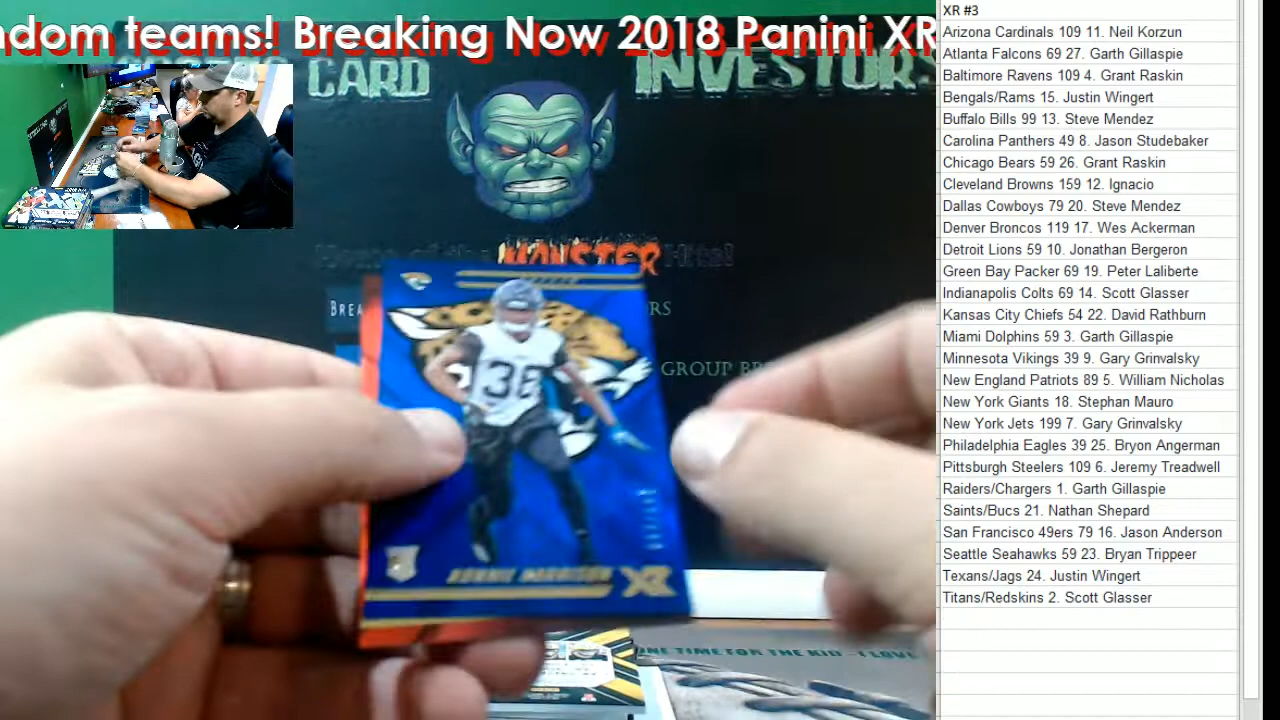 ndom teams! Breaking Now 2018 Panini XR
CARD INVESTORS
MONSTER
GROUP
36
RONNIE HARRISON XR
ONE TIME FOR THE KID - I LOVE
XR #3
Arizona Cardinals 109 11. Neil Korzun
Atlanta Falcons 69 27. Garth Gillaspie
Baltimore Ravens 109 4. Grant Raskin
Bengals/Rams 15. Justin Wingert
Buffalo Bills 99 13. Steve Mendez
Carolina Panthers 49 8. Jason Studebaker
Chicago Bears 59 26. Grant Raskin
Cleveland Browns 159 12. Ignacio
Dallas Cowboys 79 20. Steve Mendez
Denver Broncos 119 17. Wes Ackerman
Detroit Lions 59 10. Jonathan Bergeron
Green Bay Packer 69 19. Peter Laliberte
Indianapolis Colts 69 14. Scott Glasser
Kansas City Chiefs 54 22. David Rathburn
Miami Dolphins 59 3. Garth Gillaspie
Minnesota Vikings 39 9. Gary Grinvalsky
New England Patriots 89 5. William Nicholas
New York Giants 18. Stephan Mauro
New York Jets 199 7. Gary Grinvalsky
Philadelphia Eagles 39 25. Bryon Angerman
Pittsburgh Steelers 109 6. Jeremy Treadwell
Raiders/Chargers 1. Garth Gillaspie
Saints/Bucs 21. Nathan Shepard
San Francisco 49ers 79 16. Jason Anderson
Seattle Seahawks 59 23. Bryan Trippeer
Texans/Jags 24. Justin Wingert
Titans/Redskins 2. Scott Glasser